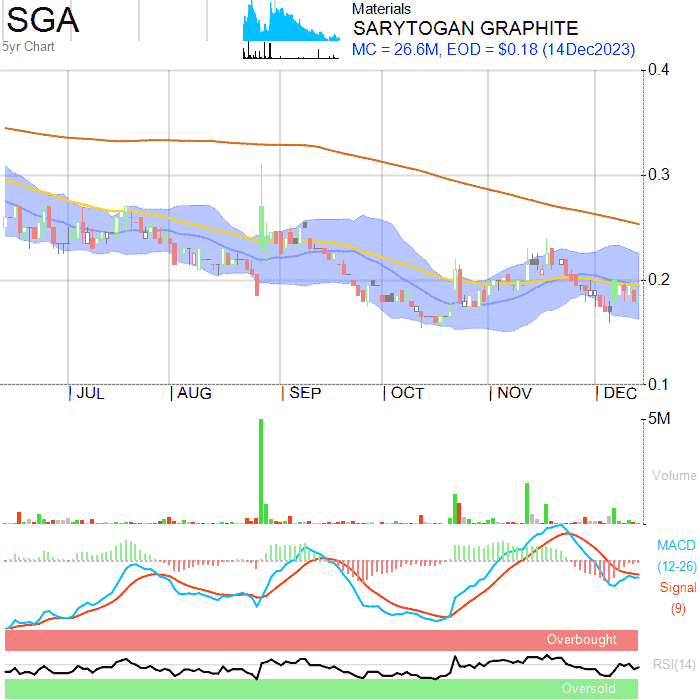 SGA
5yr Chart
Materials
SARYTOGAN GRAPHITE
MC = 26.6M, EOD = $0.18 (14Dec2023)
0.4
0.3
0.2
0.1
JUL AUG SEP OCT NOV DEC
5M
Volume
MACD
(12-26)
Signal
(9)
Overbought
RSI(14)
Oversold